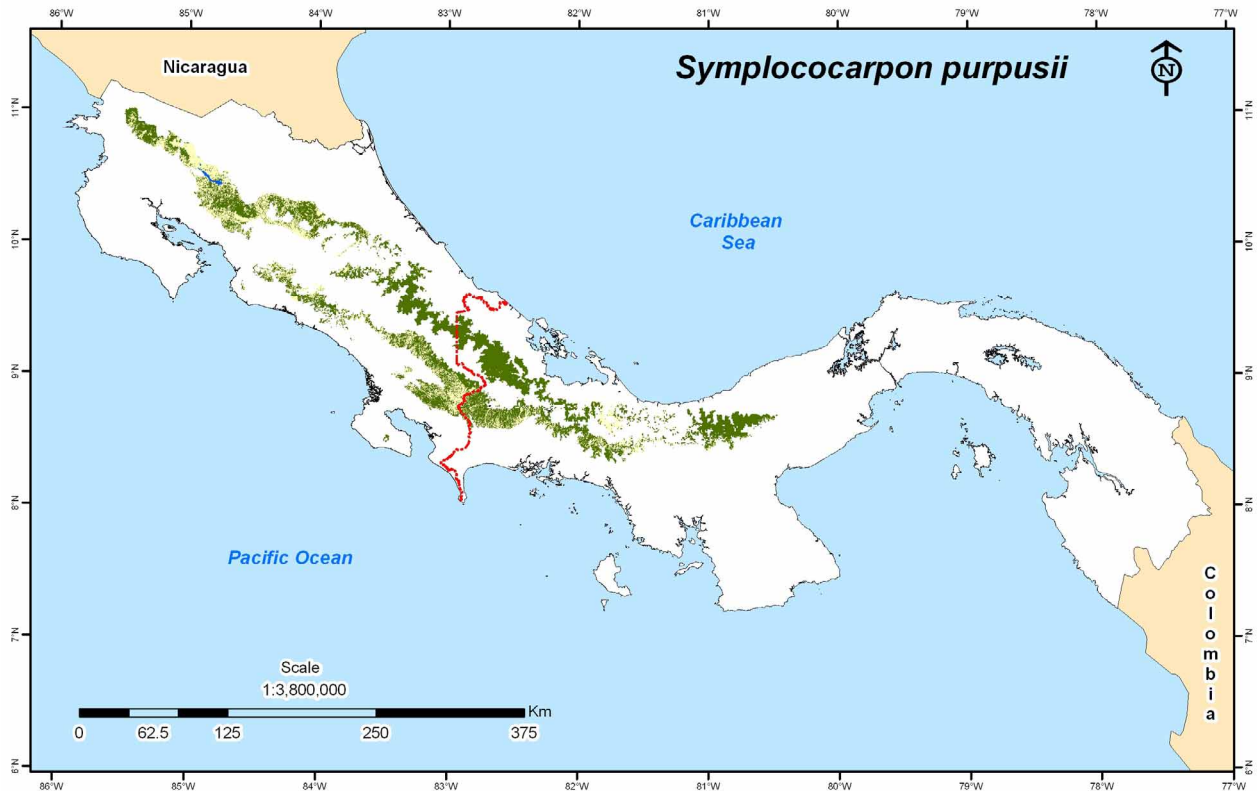 86°W 85°W 84°W 83°W 82°W 81°W 80°W 79°W 78°W 77°W
Nicaragua
Symplococarpon purpusii
N
11°N 11°N
Caribbean
Sea
10°N 10°N
9°N 9°N
8°N 8°N
Pacific Ocean
Colombia
7°N 7°N
Scale
1:3,800,000
Km
0 62.5 125 250 375
6°N 6°N
86°W 85°W 84°W 83°W 82°W 81°W 80°W 79°W 78°W 77°W